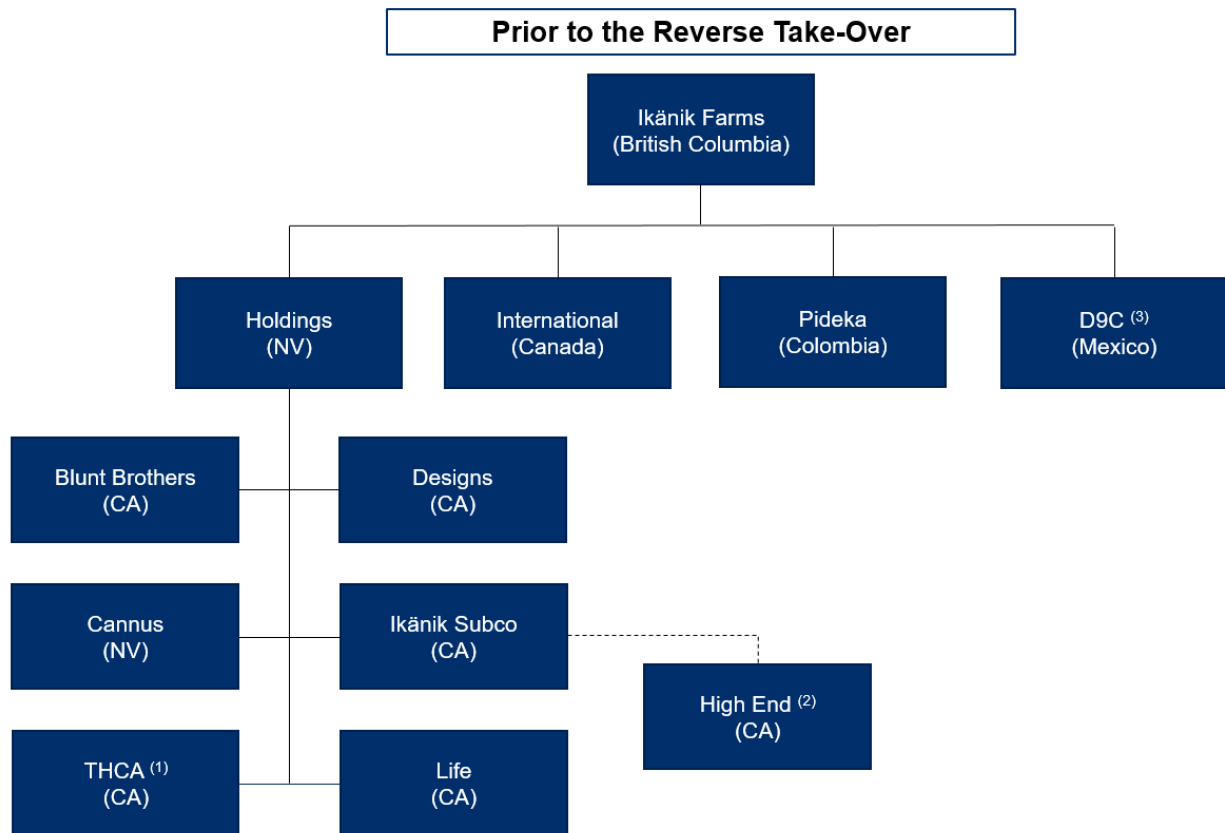 Prior to the Reverse Take-Over
Ikänik Farms
(British Columbia)
Holdings
(NV)
International
(Canada)
Pideka
(Colombia)
D9C (3)
(Mexico)
Blunt Brothers
(CA)
Designs
(CA)
Cannus
(NV)
Ikänik Subco
(CA)
High End (2)
(CA)
THCA (1)
(CA)
Life
(CA)